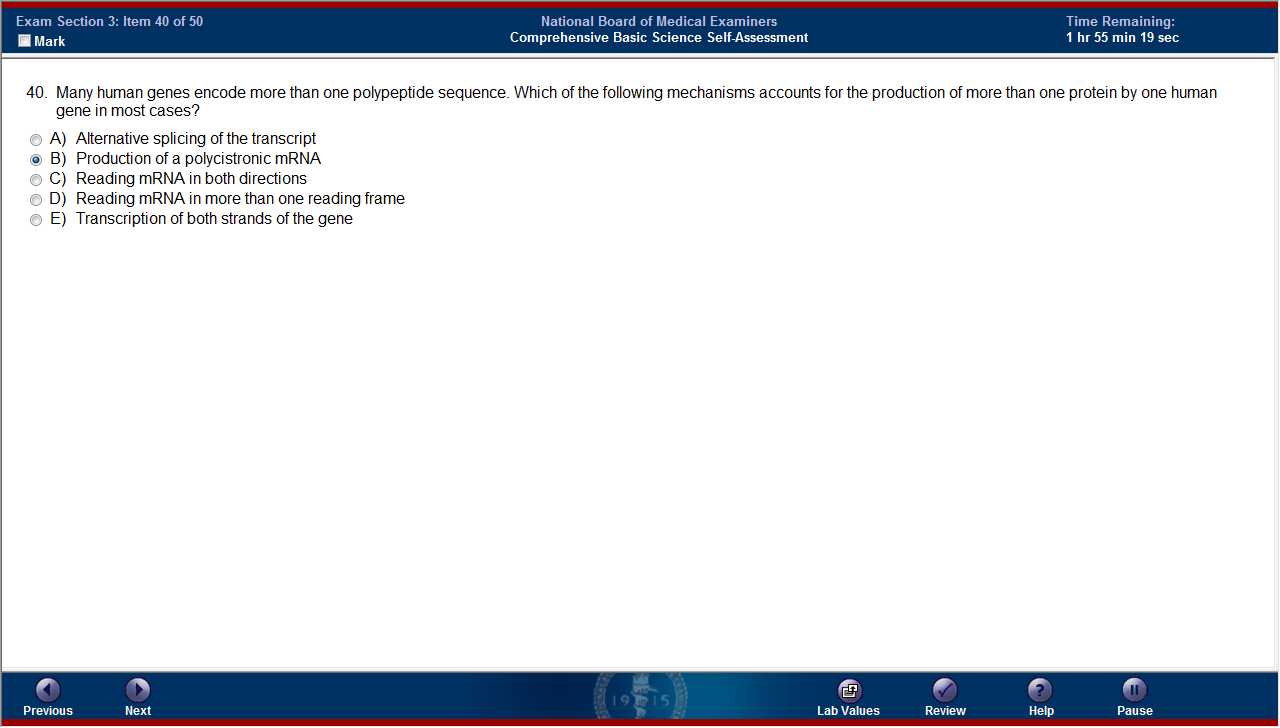 Exam Section 3: Item 40 of 50
National Board of Medical Examiners
Time Remaining:
Mark
Comprehensive Basic Science Self-Assessment
1 hr 55 min 19 sec
40. Many human genes encode more than one polypeptide sequence. Which of the following mechanisms accounts for the production of more than one protein by one human
gene in most cases?
A) Alternative splicing of the transcript
B) Production of a polycistronic mRNA
C) Reading mRNA in both directions
D) Reading mRNA in more than one reading frame
E) Transcription of both strands of the gene
1915
Previous
Next
Lab Values
Review
Help
Pause